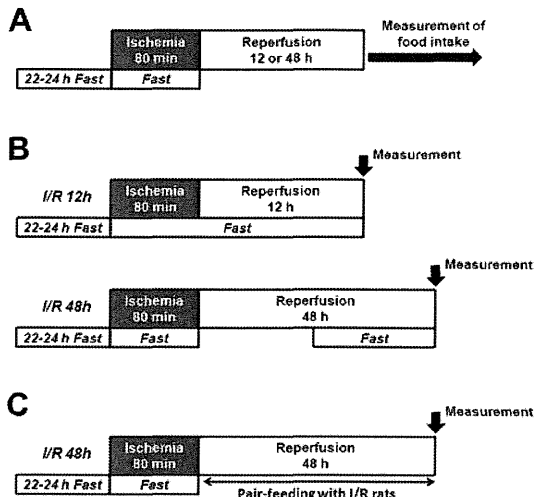 A
Ischemia
80 min
Reperfusion
12 or 48 h
Measurement of
food intake
22-24 h Fast
Fast
B
Measurement
I/R 12h
Ischemia
80 min
Reperfusion
12 h
22-24 h Fast
Fast
Measurement
I/R 48h
Ischemia
80 min
Reperfusion
48 h
22-24 h Fast
Fast
Fast
C
Measurement
I/R 48h
Ischemia
80 min
Reperfusion
48 h
22-24 h Fast
Fast
Pair-feeding with I/R rats